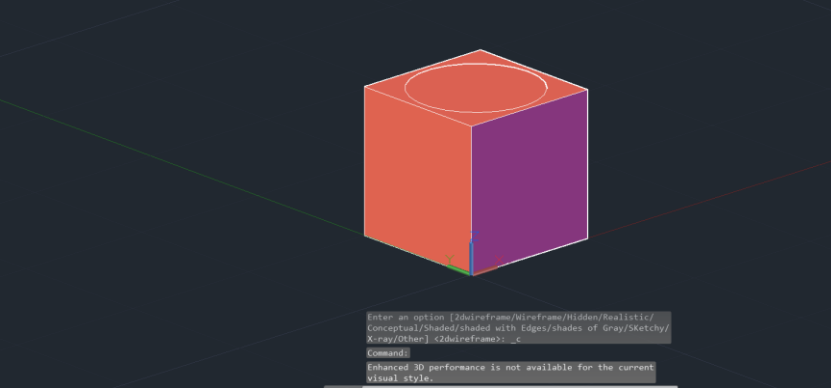 Enter an option [2dwireframe/Wireframe/Hidden/Realistic/
Conceptual/Shaded/shaded with Edges/shades of Gray/SKetchy/
X-ray/Other] <2dwireframe>: _c
Command:
Enhanced 3D performance is not available for the current
visual style.